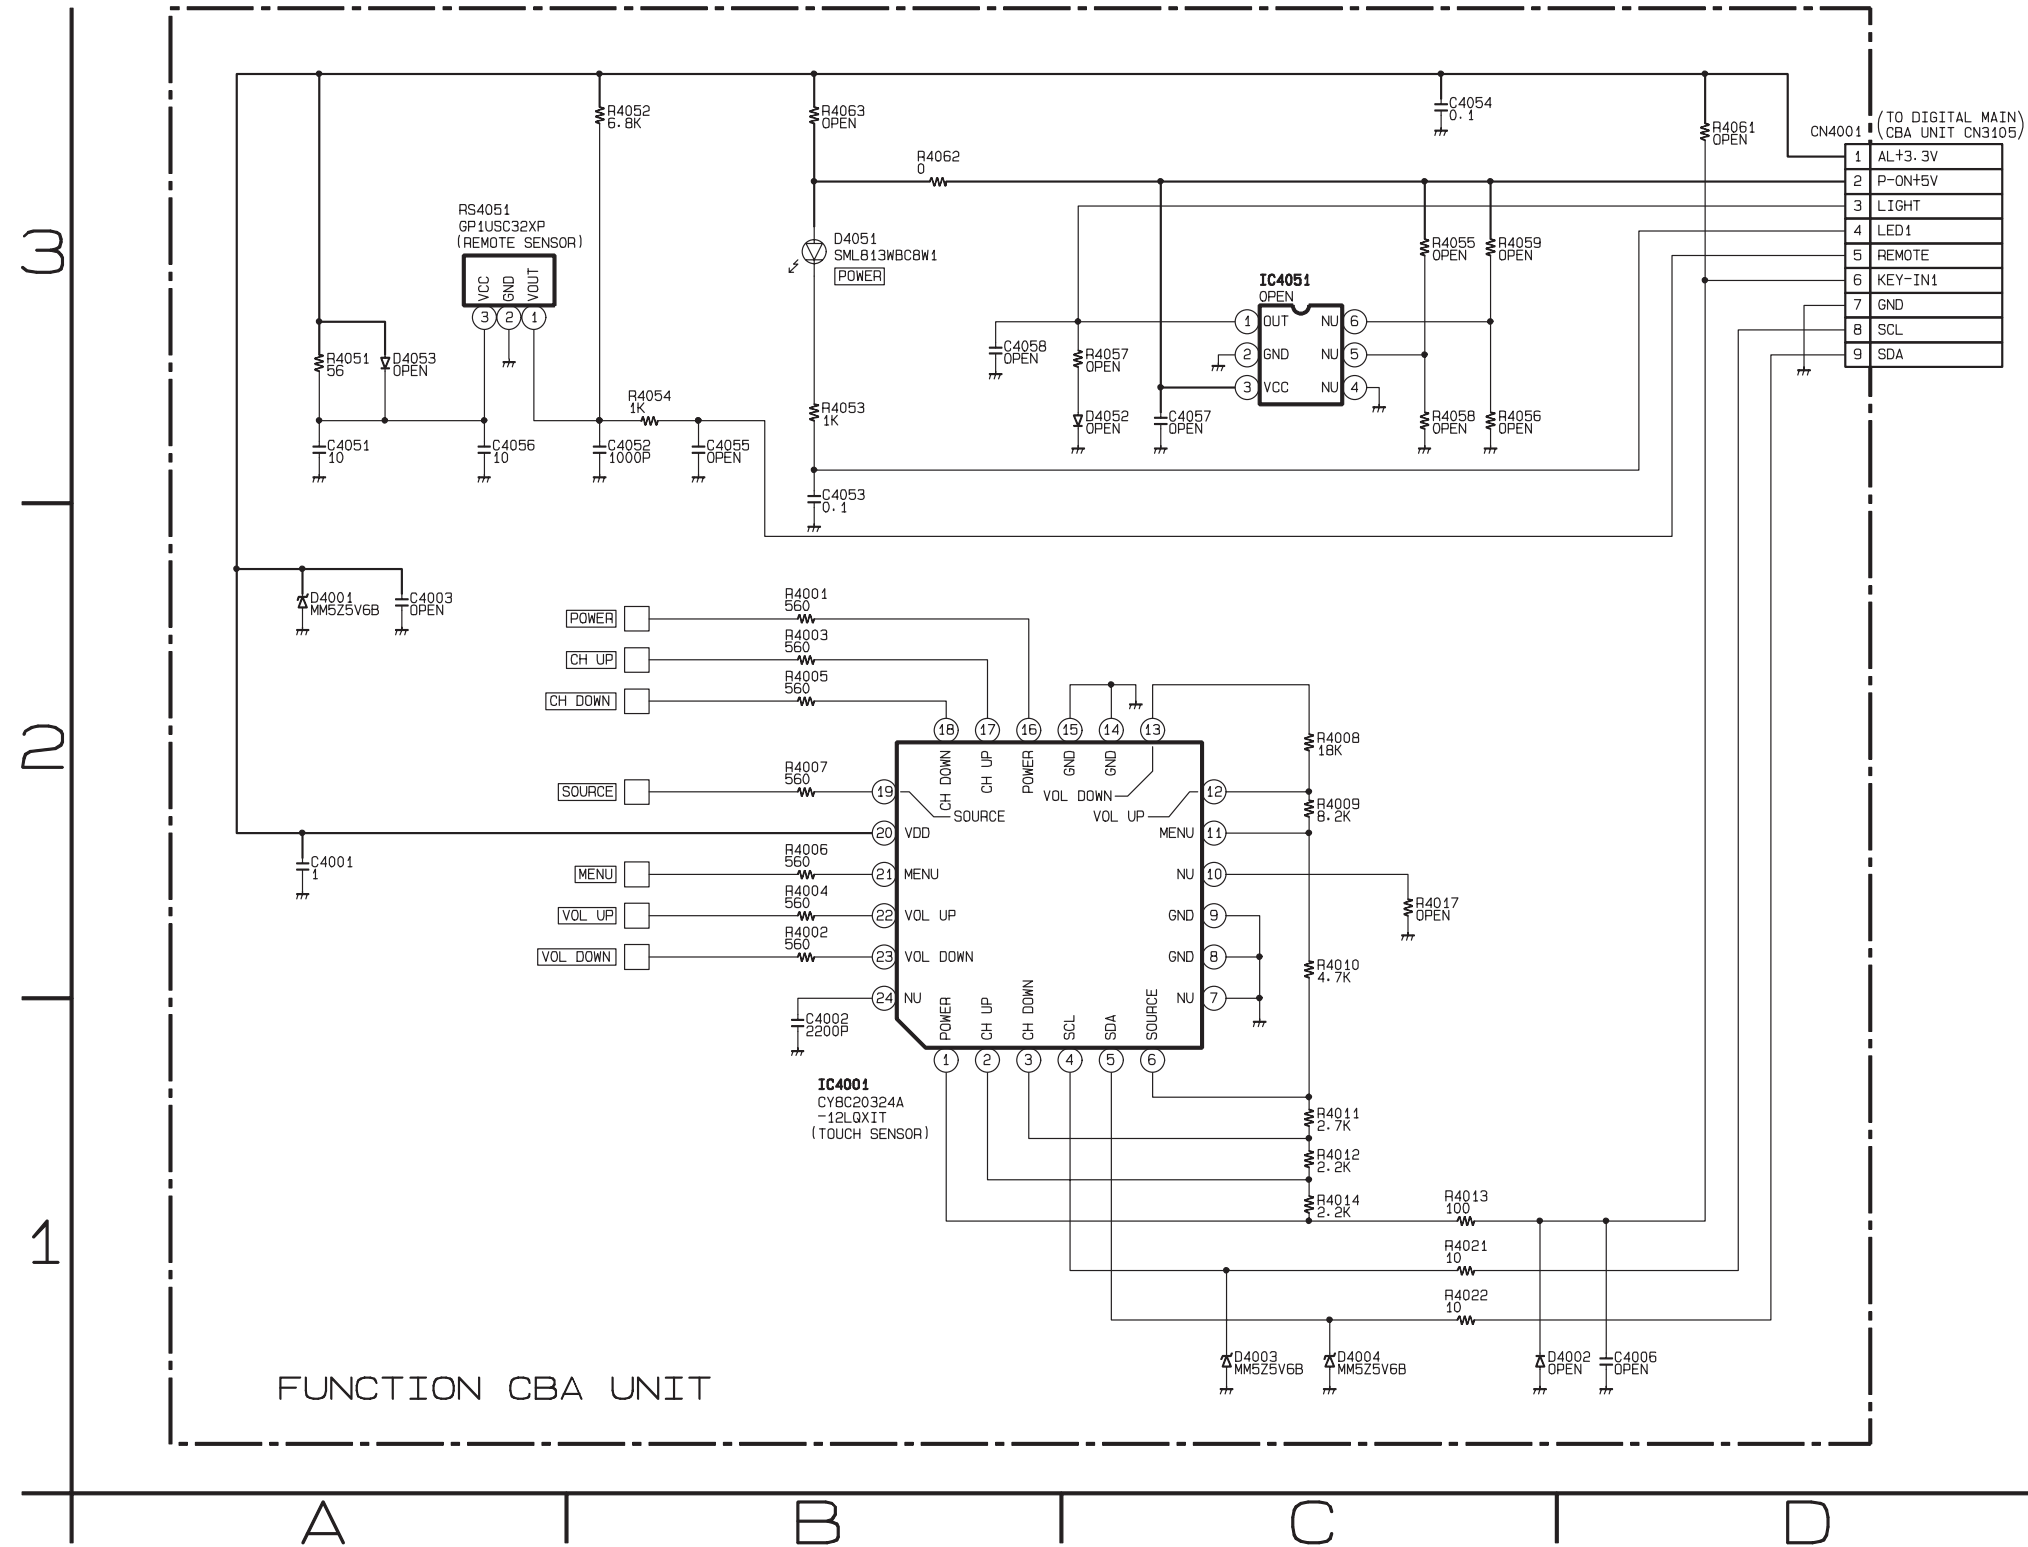 R4052
6.8K
R4063
OPEN
C4054
0.1
R4061
OPEN
CN4001
(TO DIGITAL MAIN
CBA UNIT CN3105)
1 AL+3.3V
2 P-ON+5V
3 LIGHT
4 LED1
5 REMOTE
6 KEY-IN1
7 GND
8 SCL
9 SDA
R4062
0
RS4051
GP1USC32XP
(REMOTE SENSOR)
VCC
GND
VOUT
3
2
1
D4051
SML813WBC8W1
POWER
R4055
OPEN
R4059
OPEN
IC4051
OPEN
1 OUT
2 GND
3 VCC
NU 6
NU 5
NU 4
R4051
56
D4053
OPEN
C4058
OPEN
R4057
OPEN
R4054
1K
R4053
1K
D4052
OPEN
C4057
OPEN
R4058
OPEN
R4056
OPEN
C4051
10
C4056
10
C4052
1000P
C4055
OPEN
C4053
0.1
3
D4001
MM5Z5V6B
C4003
OPEN
POWER
R4001
560
CH UP
R4003
560
CH DOWN
R4005
560
18
17
16
15
14
13
CH DOWN
CH UP
POWER
GND
GND
VOL DOWN
R4008
18K
2
SOURCE
R4007
560
19
SOURCE
VOL UP
12
R4009
8.2K
20 VDD
MENU 11
C4001
1
MENU
R4006
560
21 MENU
NU 10
R4017
OPEN
VOL UP
R4004
560
22 VOL UP
GND 9
VOL DOWN
R4002
560
23 VOL DOWN
GND 8
R4010
4.7K
24 NU
NU 7
C4002
2200P
POWER
CH UP
CH DOWN
SCL
SDA
SOURCE
1
2
3
4
5
6
IC4001
CY8C20324A
-12LQXIT
(TOUCH SENSOR)
R4011
2.7K
R4012
2.2K
R4014
2.2K
R4013
100
R4021
10
R4022
10
1
D4003
MM5Z5V6B
D4004
MM5Z5V6B
D4002
OPEN
C4006
OPEN
FUNCTION CBA UNIT
A
B
C
D